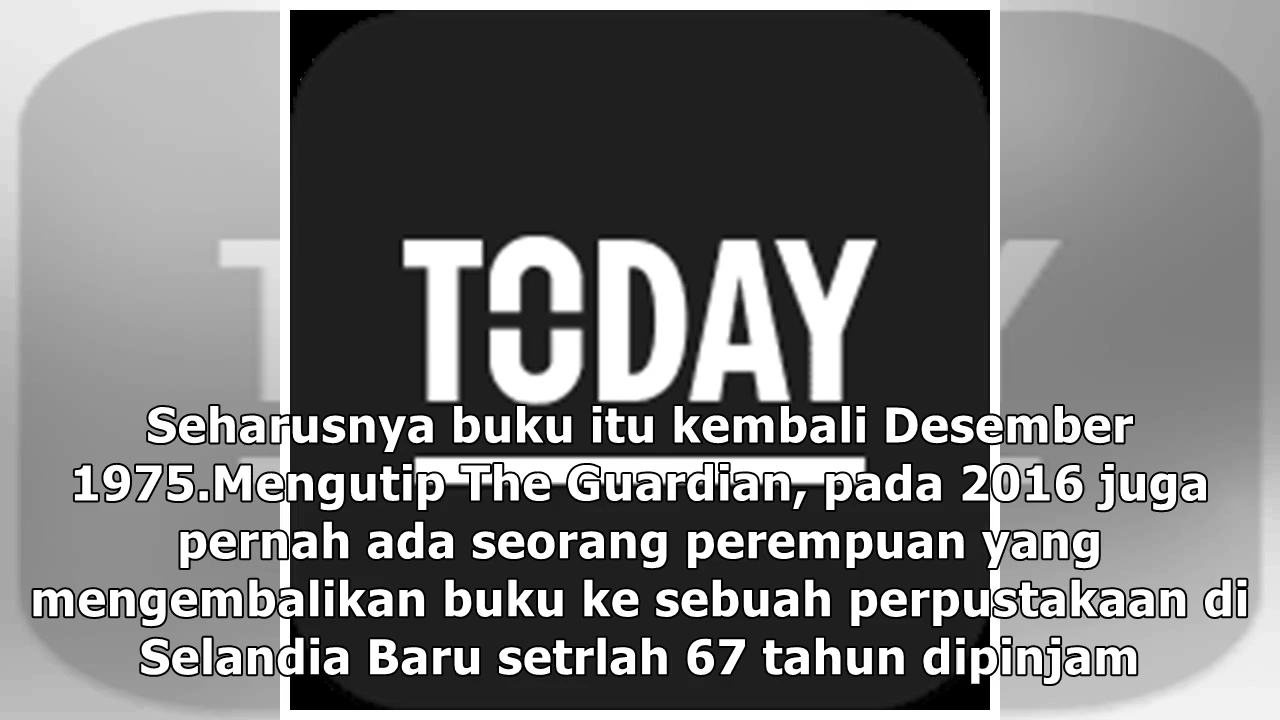 TODAY
Seharusnya buku itu kembali Desember
1975.Mengutip The Guardian, pada 2016 juga
pernah ada seorang perempuan yang
mengembalikan buku ke sebuah perpustakaan di
Selandia Baru setrlah 67 tahun dipinjam